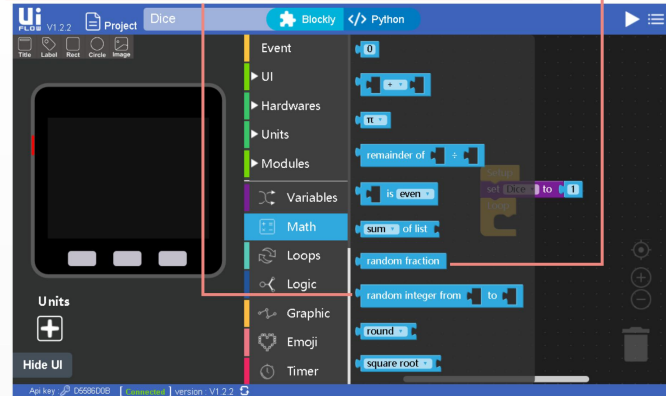 Ui
FLOW V1.2.2 Project Dice Blockly </> Python
Title Label Rect Circle Image
Event
UI
Hardwares
Units
Modules
Variables
Math
Loops
Logic
Graphic
Emoji
Timer
0
+
π
remainder of ÷
is even
sum of list
random fraction
random integer from to
round
square root
Setup
set Dice to 1
Loop
Units
Hide UI
Api key : D5586D0B [ Connected ] version : V1.2.2